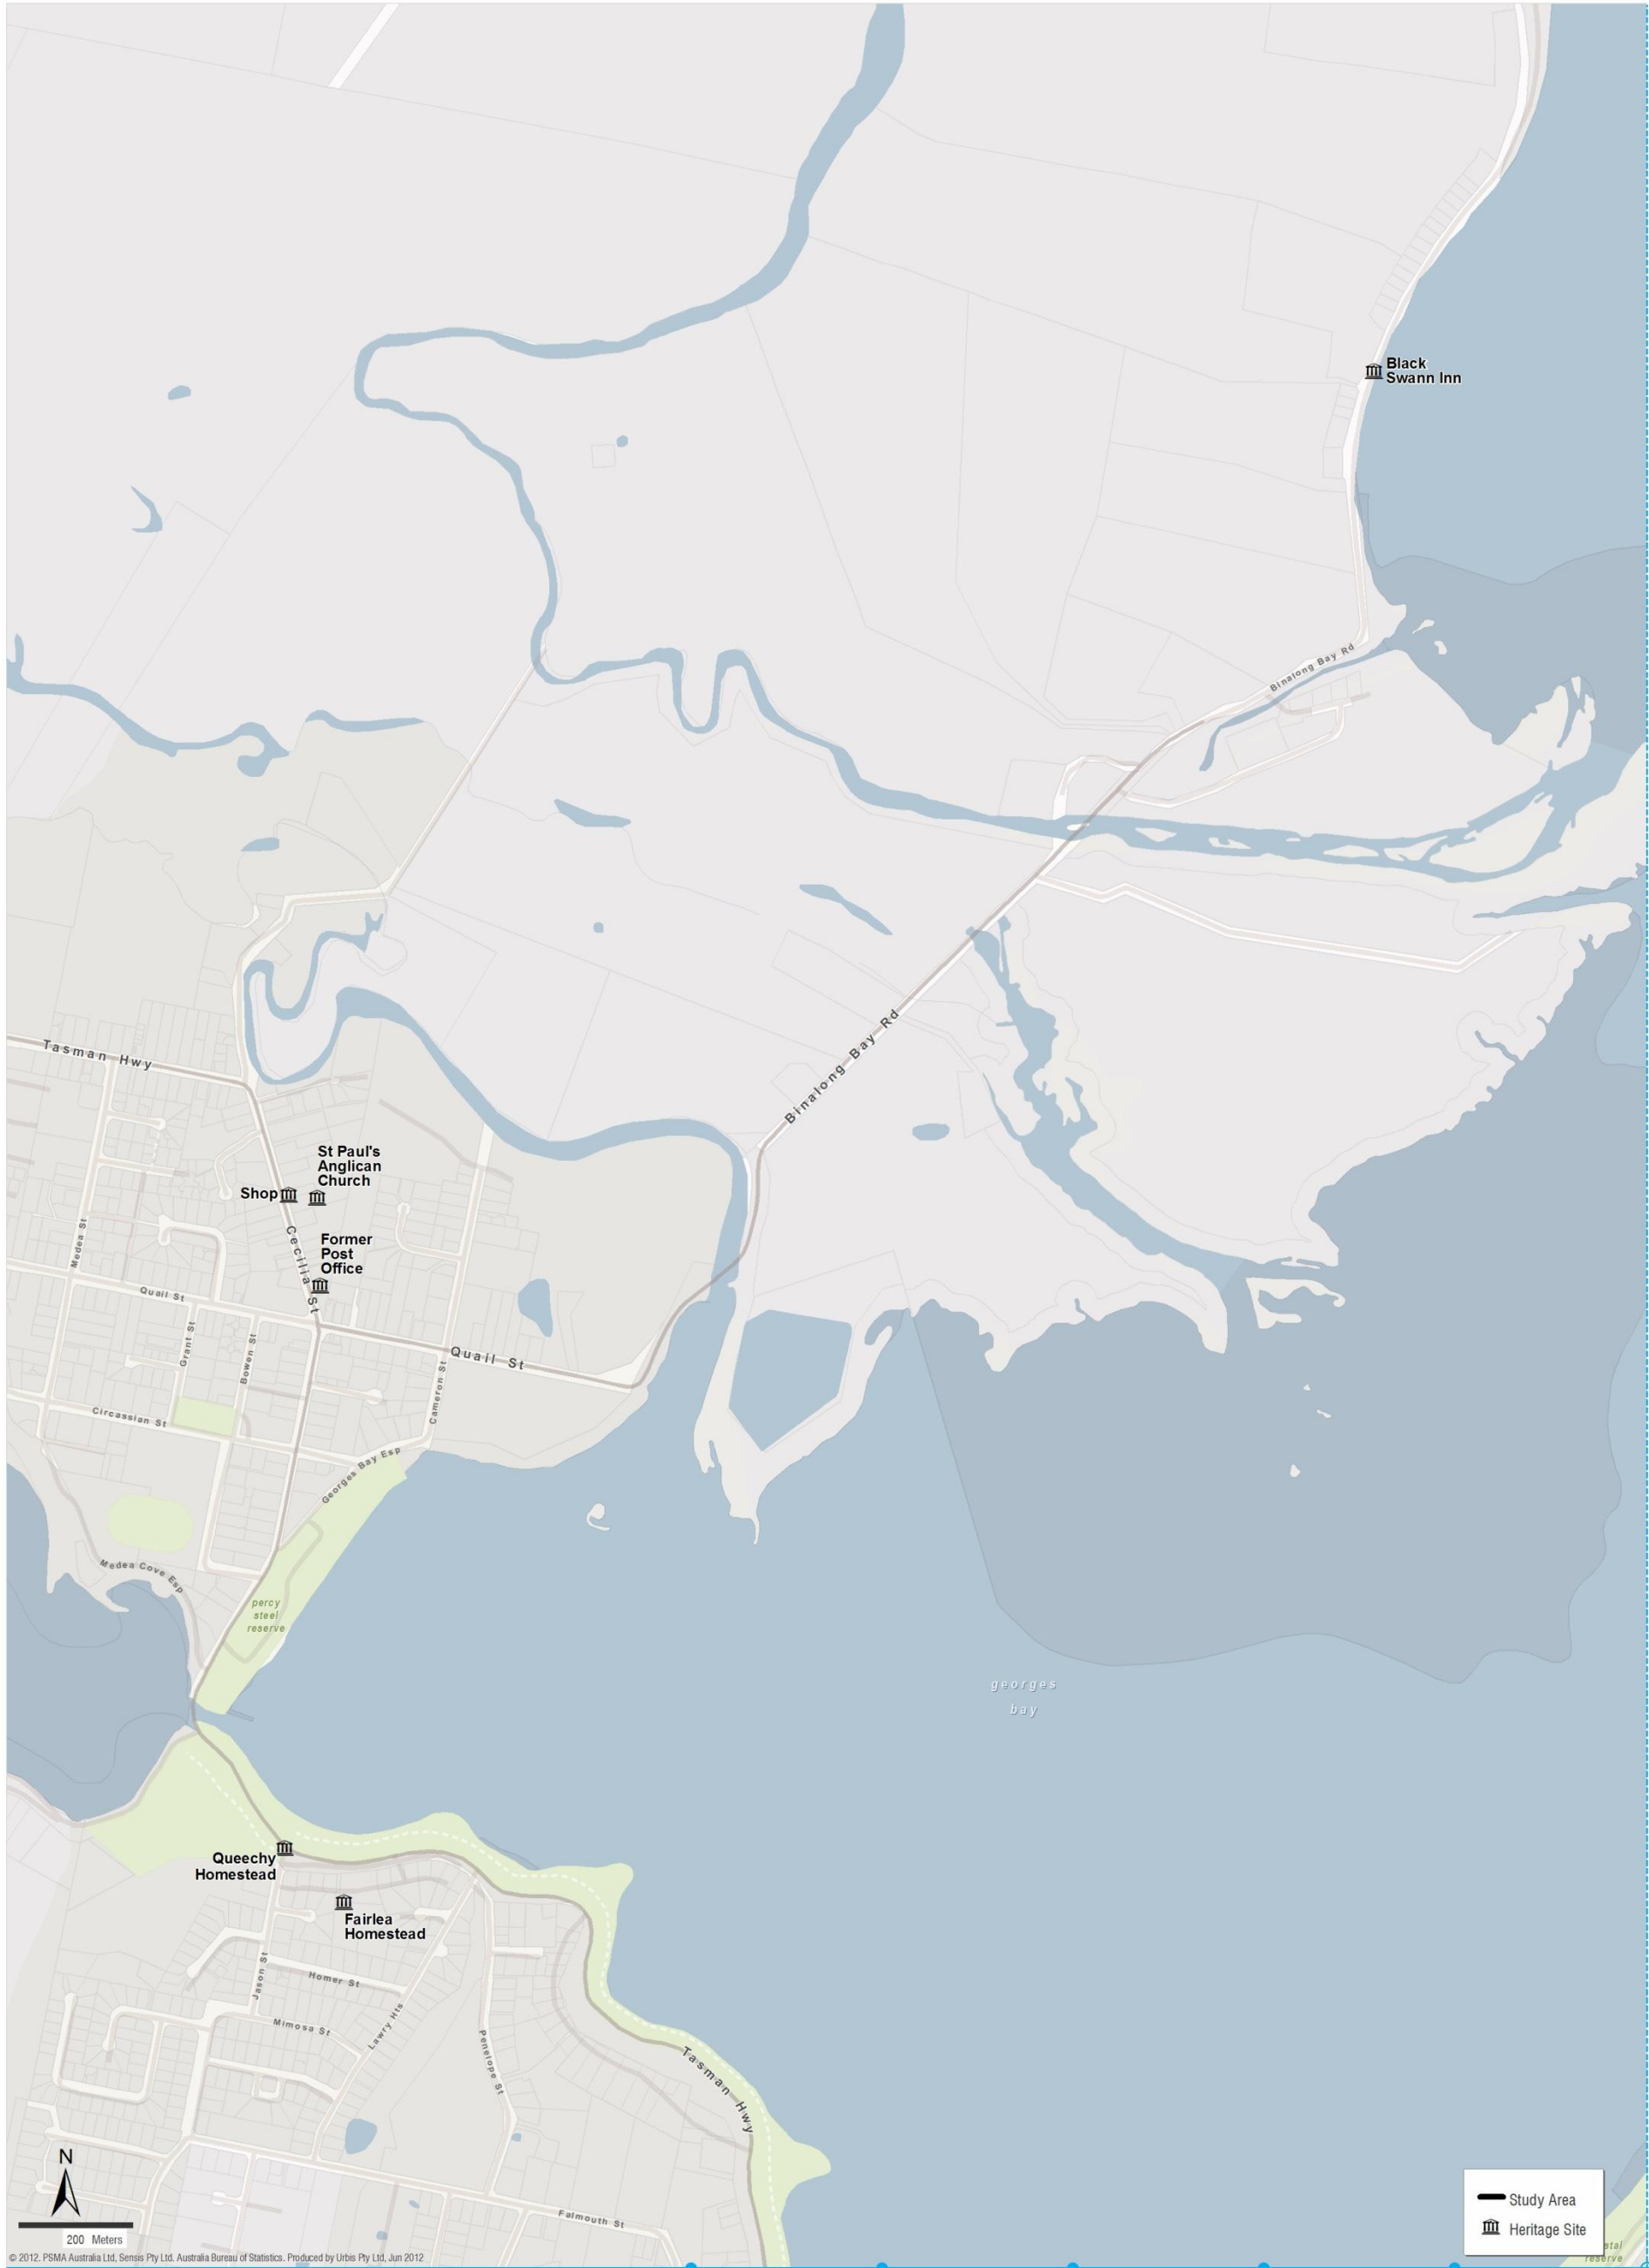 Black
Swann Inn
Binalong Bay Rd
Binalong Bay Rd
Tasman Hwy
St Paul's
Anglican
Church
Shop
Cecilia St
Former
Post
Office
Medea St
Quail St
Grant St
Bowen St
Quail St
Cameron St
Circassian St
Georges Bay Esp
Medea Cove Esp
percy
steel
reserve
georges
bay
Queechy
Homestead
Fairlea
Homestead
Jason St
Homer St
Mimosa St
Lawry Hts
Penelope St
Tasman Hwy
Falmouth St
N
200 Meters
Study Area
Heritage Site
stal
reserve
© 2012. PSMA Australia Ltd, Sensis Pty Ltd. Australia Bureau of Statistics. Produced by Urbis Pty Ltd, Jun 2012